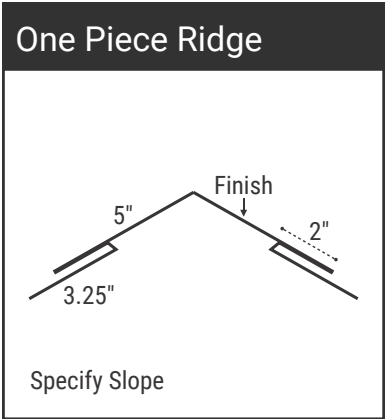 One Piece Ridge
Finish
5"
2"
3.25"
Specify Slope